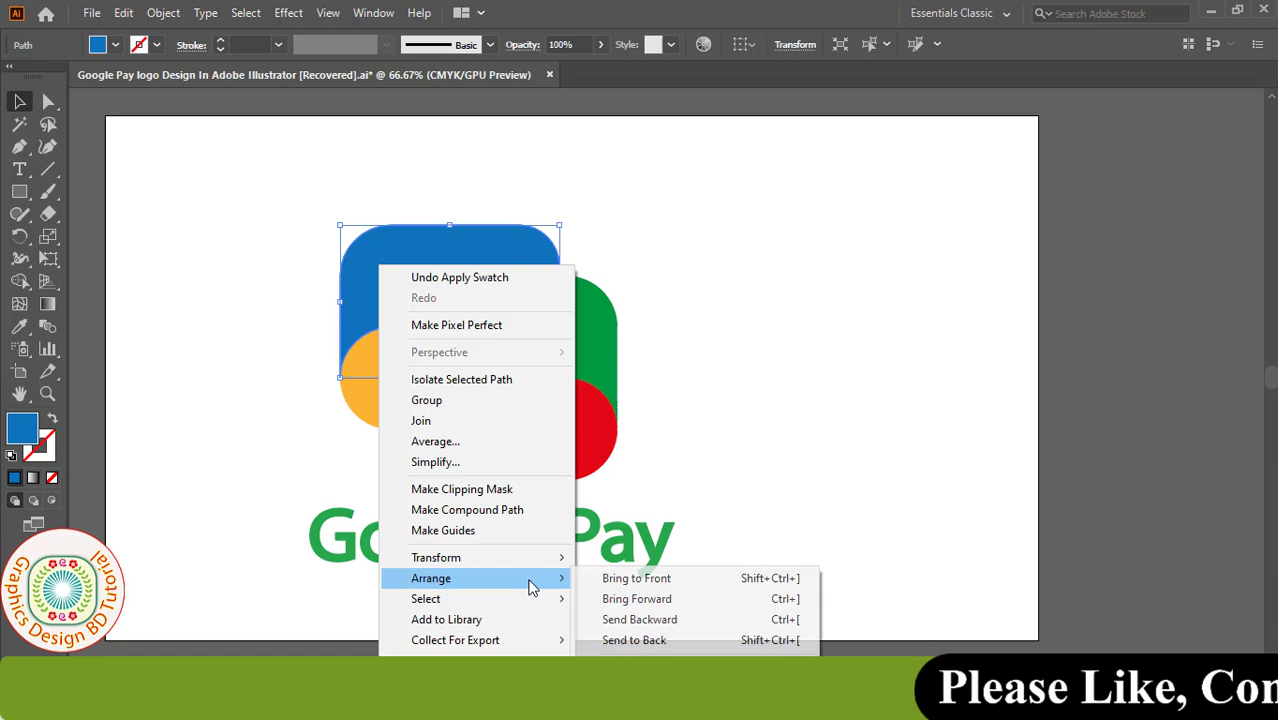 Ai File Edit Object Type Select Effect View Window Help Essentials Classic Search Adobe Stock
Path Stroke: Basic Opacity: 100% Style: Transform
Google Pay logo Design In Adobe Illustrator [Recovered].ai* @ 66.67% (CMYK/GPU Preview)
Undo Apply Swatch
Redo
Make Pixel Perfect
Perspective
Isolate Selected Path
Group
Join
Average...
Simplify...
Make Clipping Mask
Make Compound Path
Make Guides
Transform
Arrange
Select
Add to Library
Collect For Export
Bring to Front Shift+Ctrl+]
Bring Forward Ctrl+]
Send Backward Ctrl+[
Send to Back Shift+Ctrl+[
Go Pay
Graphics Design BD Tutorial
Please Like, Con